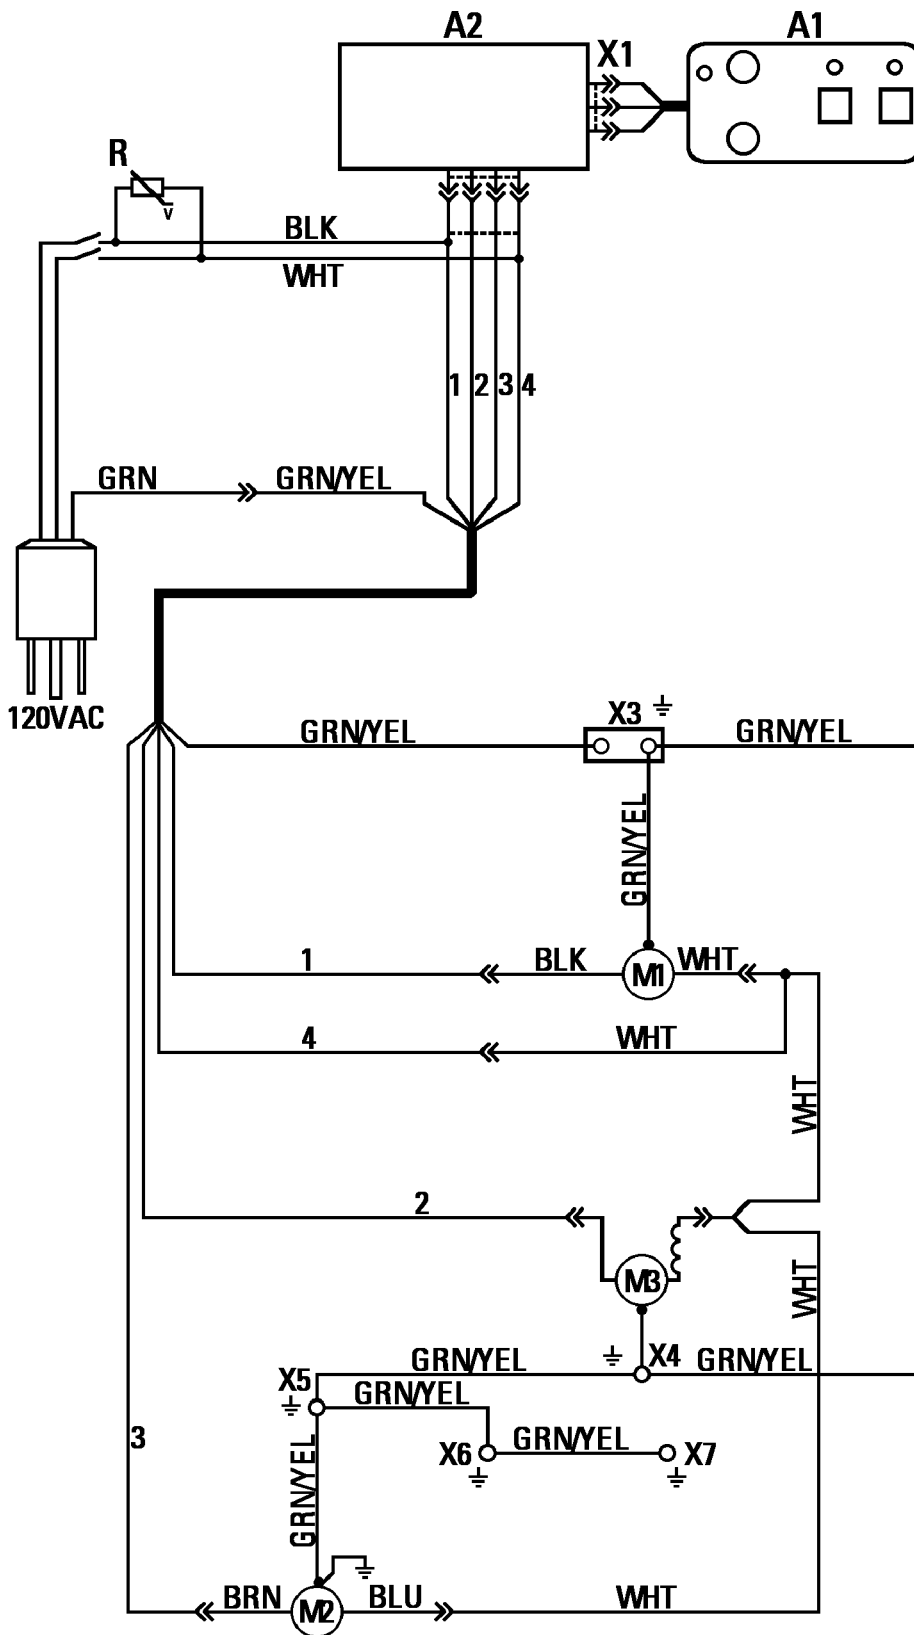 A2
A1
X1
R
V
BLK
WHT
1 2 3 4
GRN
GRN/YEL
120VAC
X3
GRN/YEL
GRN/YEL
GRN/YEL
1
BLK
M1
WHT
4
WHT
WHT
2
M3
WHT
GRN/YEL
X4
GRN/YEL
X5
GRN/YEL
3
X6
GRN/YEL
X7
GRN/YEL
BRN
M2
BLU
WHT